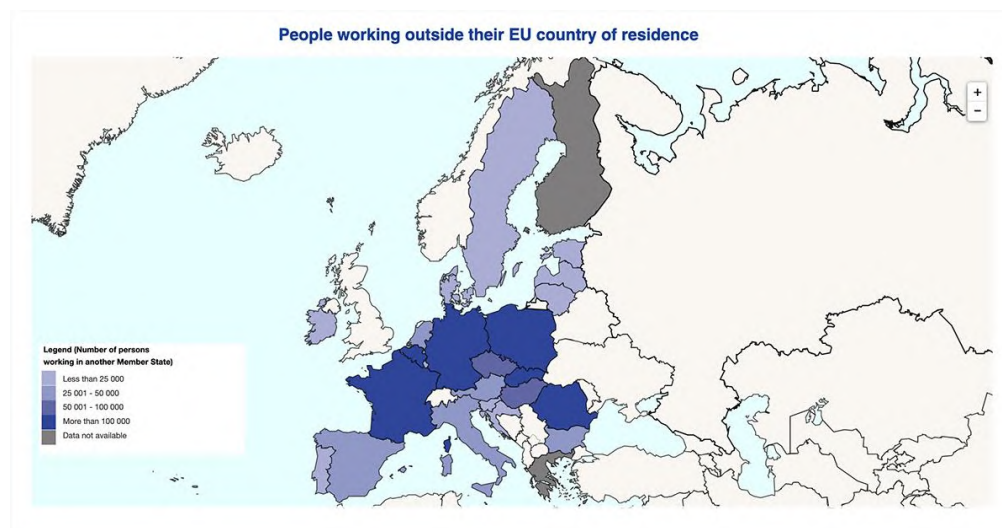 People working outside their EU country of residence
+
−
Legend (Number of persons
working in another Member State)
Less than 25 000
25 001 - 50 000
50 001 - 100 000
More than 100 000
Data not available